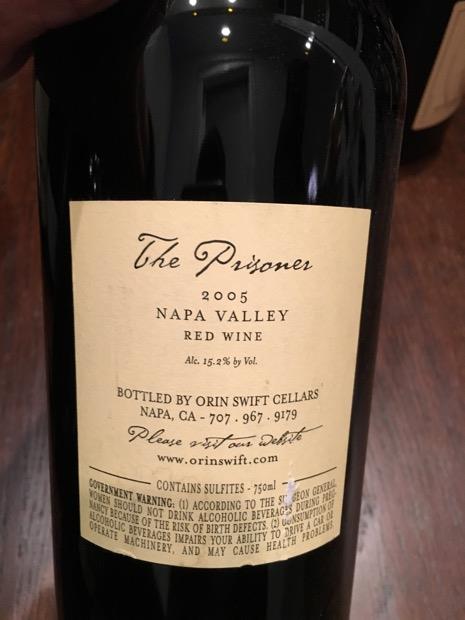 The Prisoner
2005
NAPA VALLEY
RED WINE
Alc. 15.2% by Vol.
BOTTLED BY ORIN SWIFT CELLARS
NAPA, CA - 707 . 967 . 9179
Please visit our website
www.orinswift.com
CONTAINS SULFITES - 750ml
GOVERNMENT WARNING: (1) ACCORDING TO THE SURGEON GENERAL,
WOMEN SHOULD NOT DRINK ALCOHOLIC BEVERAGES DURING PREG-
NANCY BECAUSE OF THE RISK OF BIRTH DEFECTS. (2) CONSUMPTION OF
ALCOHOLIC BEVERAGES IMPAIRS YOUR ABILITY TO DRIVE A CAR OR
OPERATE MACHINERY, AND MAY CAUSE HEALTH PROBLEMS.